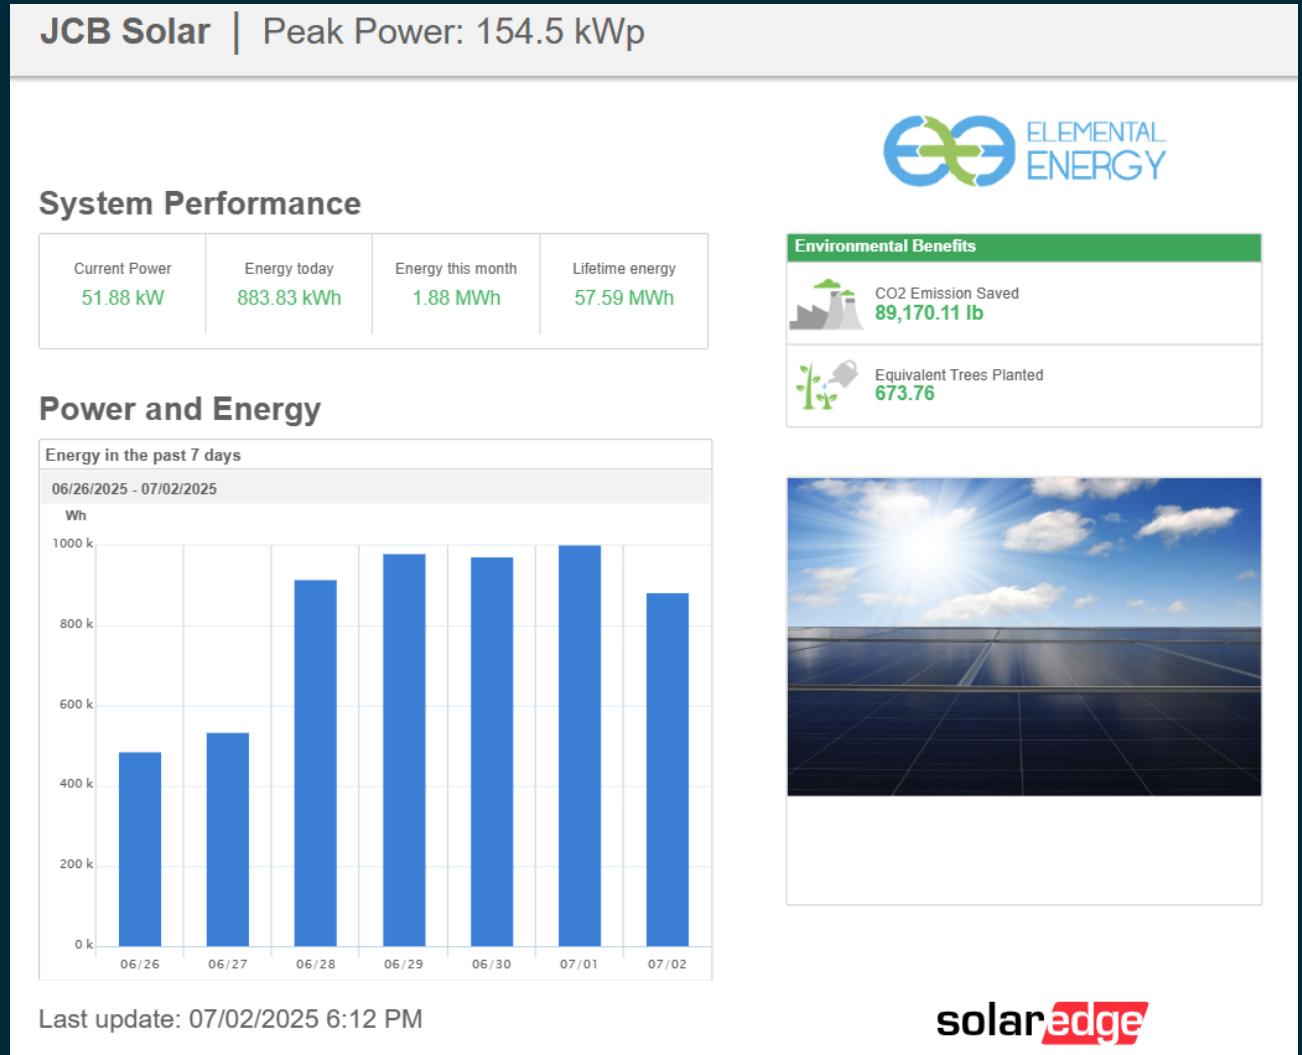 JCB Solar | Peak Power: 154.5 kWp
ELEMENTAL
ENERGY
System Performance
Current Power
51.88 kW
Energy today
883.83 kWh
Energy this month
1.88 MWh
Lifetime energy
57.59 MWh
Environmental Benefits
CO2 Emission Saved
89,170.11 lb
Equivalent Trees Planted
673.76
Power and Energy
Energy in the past 7 days
06/26/2025 - 07/02/2025
Wh
1000 k
800 k
600 k
400 k
200 k
0 k
06/26 06/27 06/28 06/29 06/30 07/01 07/02
Last update: 07/02/2025 6:12 PM
solaredge